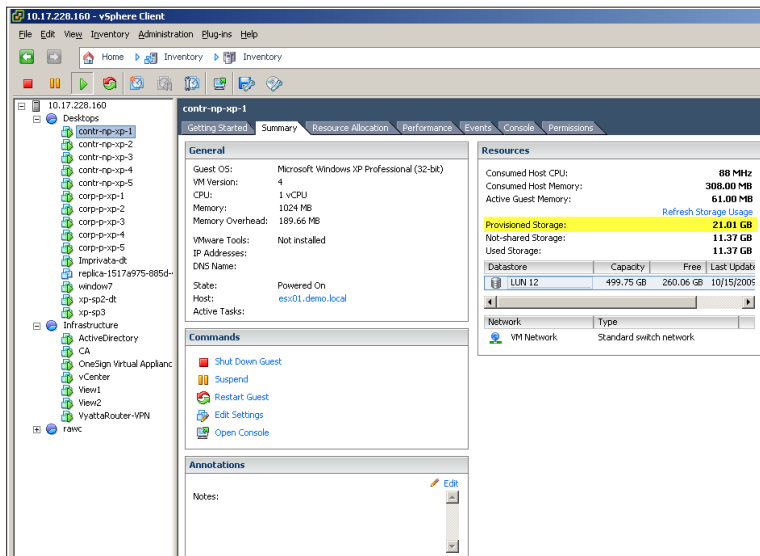 10.17.228.160 - vSphere Client
File Edit View Inventory Administration Plug-ins Help
Home Inventory Inventory
10.17.228.160
Desktops
contr-np-xp-1
contr-np-xp-2
contr-np-xp-3
contr-np-xp-4
contr-np-xp-5
corp-p-xp-1
corp-p-xp-2
corp-p-xp-3
corp-p-xp-4
corp-p-xp-5
Imprivata-dt
replica-1517a975-885d-
window7
xp-sp2-dt
xp-sp3
Infrastructure
ActiveDirectory
CA
OneSign Virtual Applianc
vCenter
View1
View2
VyattaRouter-VPN
rawc
contr-np-xp-1
Getting Started Summary Resource Allocation Performance Events Console Permissions
General
Guest OS: Microsoft Windows XP Professional (32-bit)
VM Version: 4
CPU: 1 vCPU
Memory: 1024 MB
Memory Overhead: 189.66 MB
VMware Tools: Not installed
IP Addresses:
DNS Name:
State: Powered On
Host: esx01.demo.local
Active Tasks:
Commands
Shut Down Guest
Suspend
Restart Guest
Edit Settings
Open Console
Annotations
Edit
Notes:
Resources
Consumed Host CPU: 88 MHz
Consumed Host Memory: 308.00 MB
Active Guest Memory: 61.00 MB
Refresh Storage Usage
Provisioned Storage: 21.01 GB
Not-shared Storage: 11.37 GB
Used Storage: 11.37 GB
Datastore Capacity Free Last Update
LUN 12 499.75 GB 260.06 GB 10/15/2009
Network Type
VM Network Standard switch network